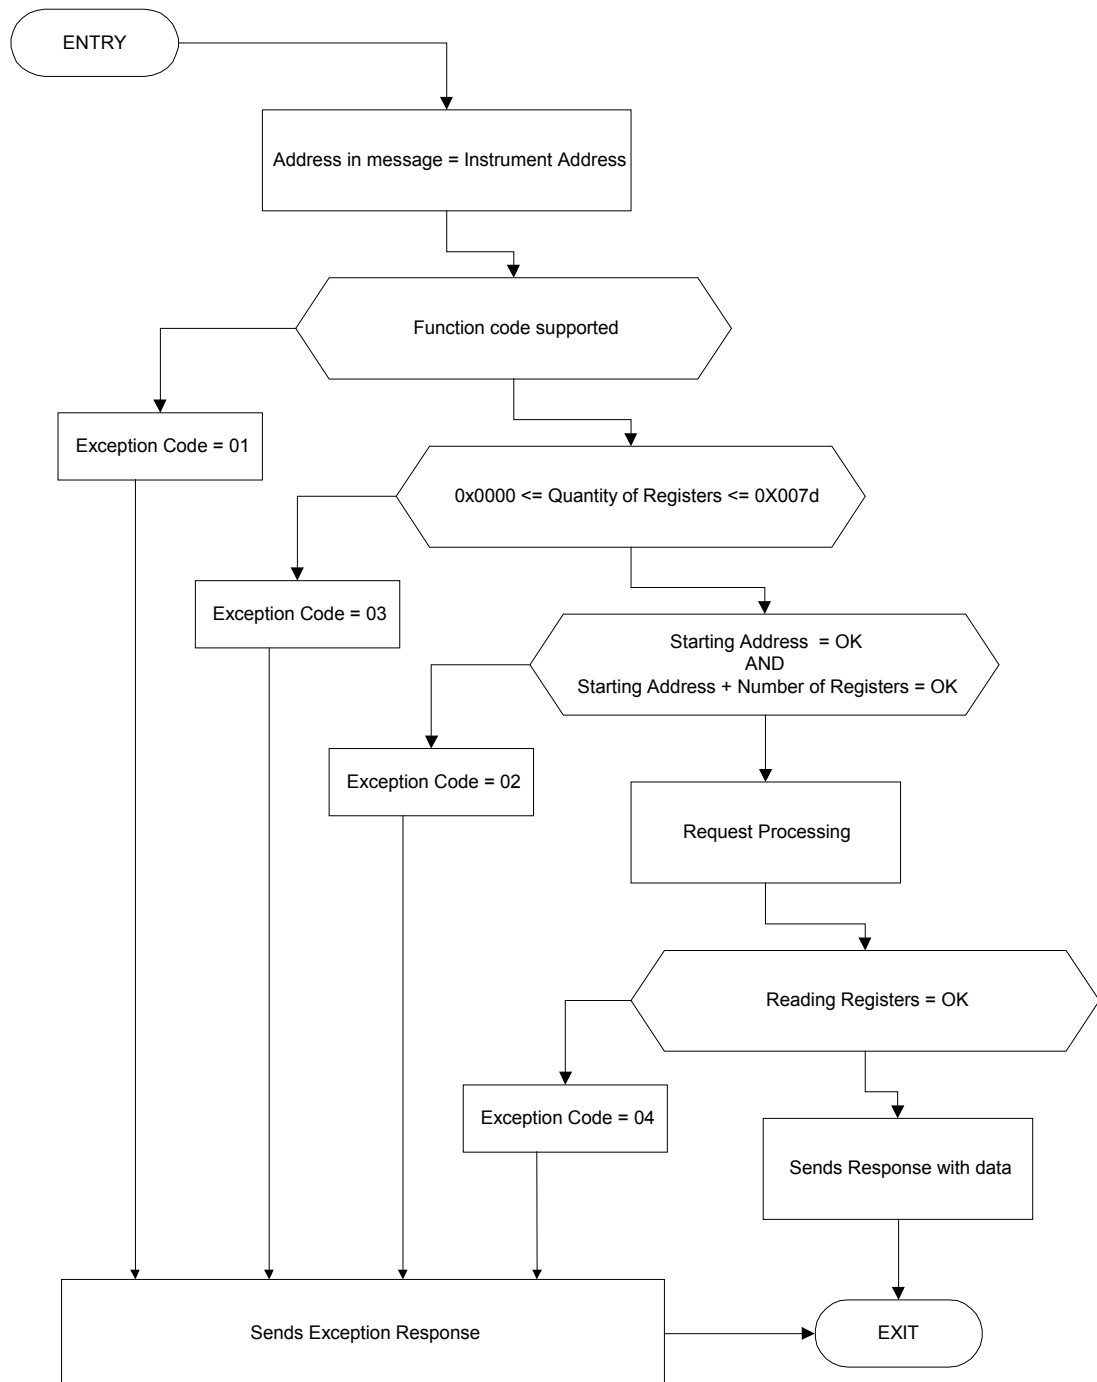 ENTRY
Address in message = Instrument Address
Function code supported
Exception Code = 01
0x0000 <= Quantity of Registers <= 0X007d
Exception Code = 03
Starting Address  = OK
AND
Starting Address + Number of Registers = OK
Exception Code = 02
Request Processing
Reading Registers = OK
Exception Code = 04
Sends Response with data
Sends Exception Response
EXIT